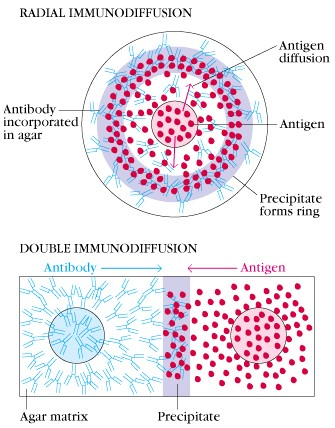 RADIAL IMMUNODIFFUSION
Antigen
diffusion
Antibody
incorporated
in agar
Antigen
Precipitate
forms ring
DOUBLE IMMUNODIFFUSION
Antibody
Antigen
Agar matrix
Precipitate